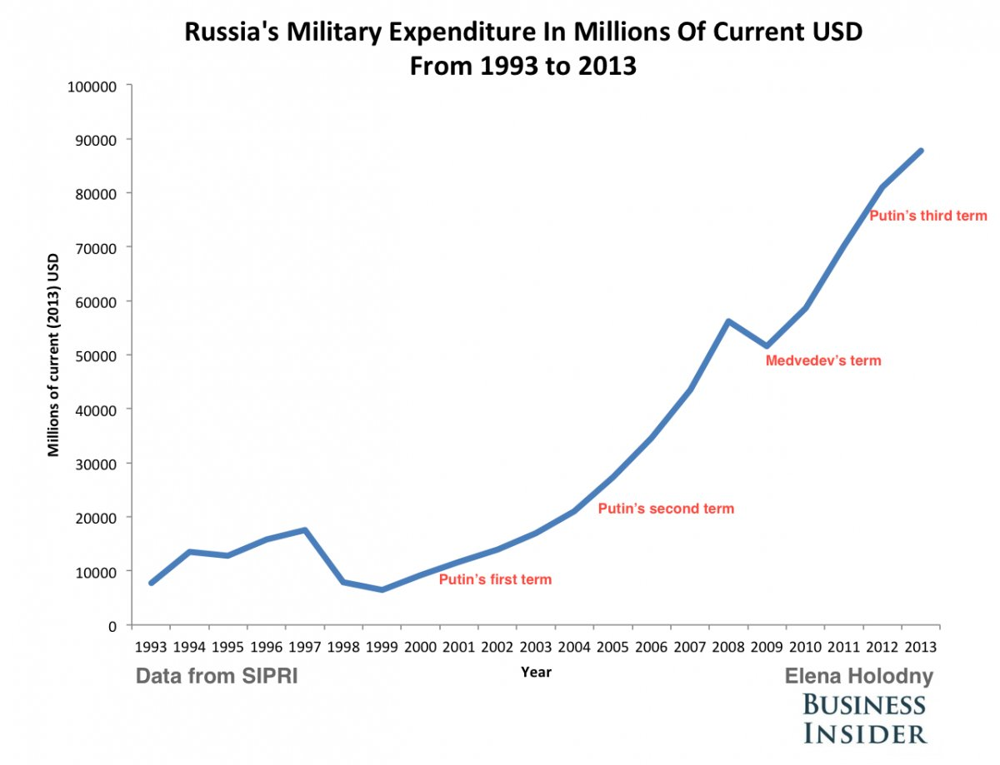 Russia's Military Expenditure In Millions Of Current USD
From 1993 to 2013
Millions of current (2013) USD
100000
90000
80000
70000
60000
50000
40000
30000
20000
10000
0
Putin's third term
Medvedev's term
Putin's second term
Putin's first term
1993 1994 1995 1996 1997 1998 1999 2000 2001 2002 2003 2004 2005 2006 2007 2008 2009 2010 2011 2012 2013
Year
Data from SIPRI
Elena Holodny
BUSINESS
INSIDER